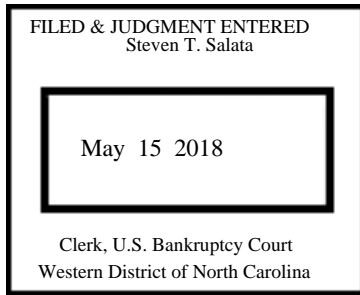 FILED & JUDGMENT ENTERED
Steven T. Salata
May 15 2018
Clerk, U.S. Bankruptcy Court
Western District of North Carolina